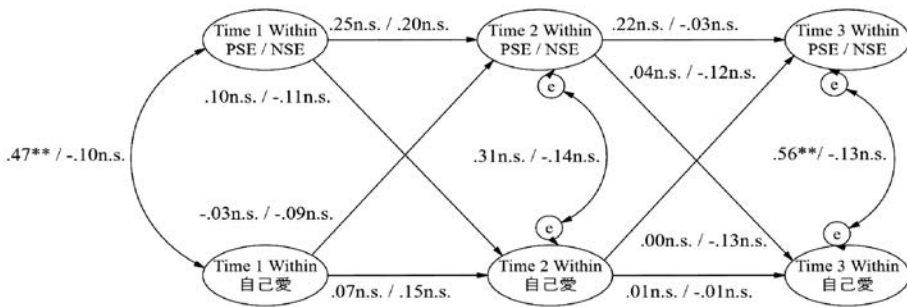 Time 1 Within
PSE / NSE
.25n.s. / .20n.s.
Time 2 Within
PSE / NSE
.22n.s. / -.03n.s.
Time 3 Within
PSE / NSE
.10n.s. / -.11n.s.
e
.04n.s. / -.12n.s.
e
.47** / -.10n.s.
.31n.s. / -.14n.s.
.56**/ -.13n.s.
-.03n.s. / -.09n.s.
e
.00n.s. / -.13n.s.
e
Time 1 Within
自己愛
.07n.s. / .15n.s.
Time 2 Within
自己愛
.01n.s. / -.01n.s.
Time 3 Within
自己愛